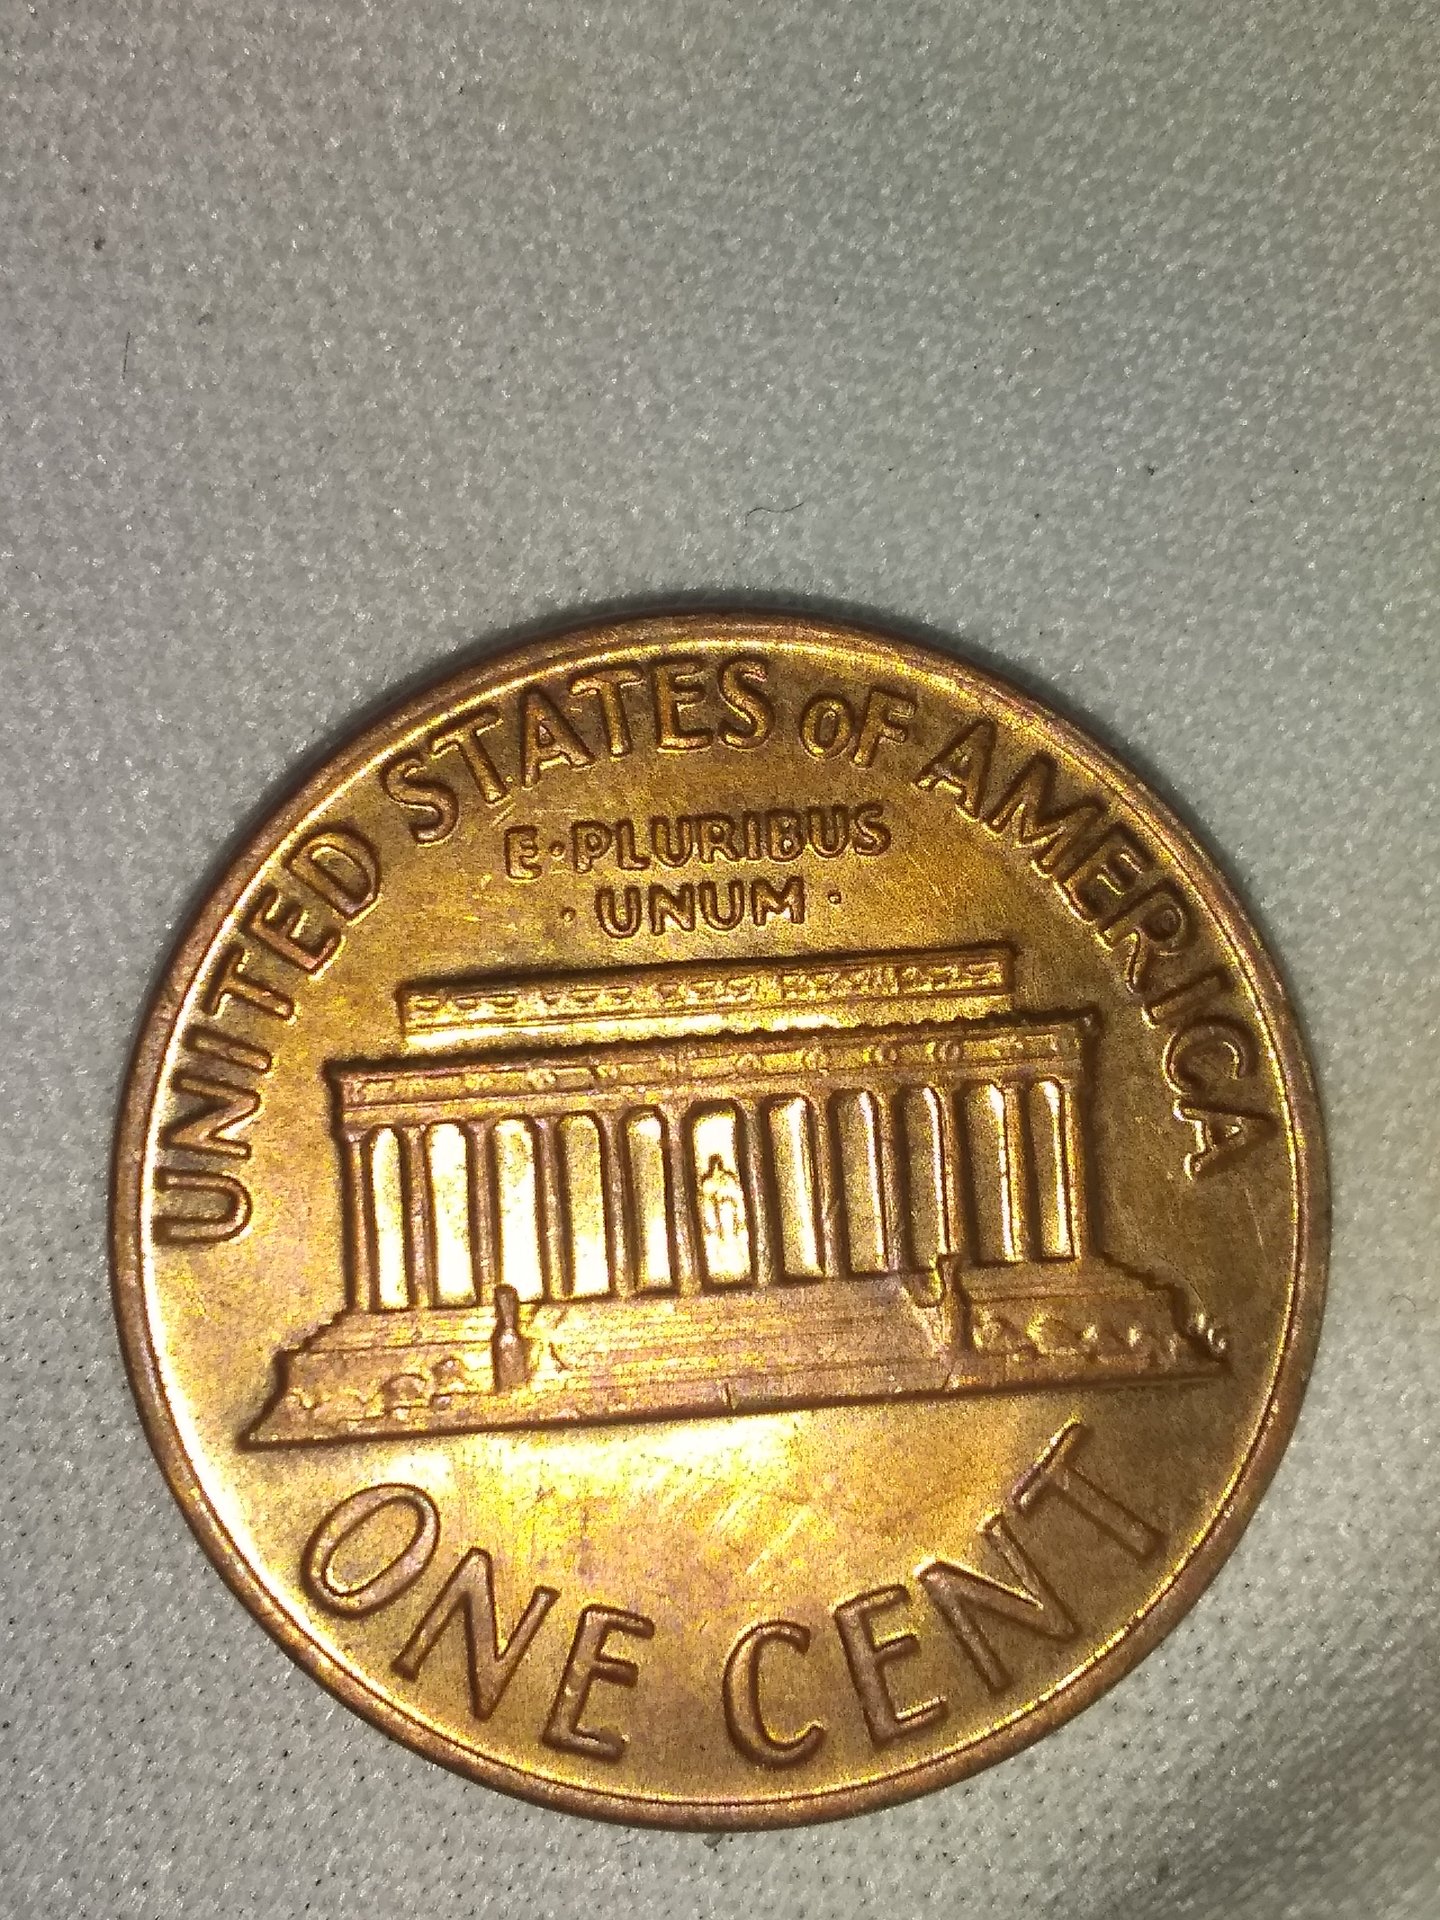 UNITED STATES OF AMERICA
E·PLURIBUS
·UNUM·
ONE CENT